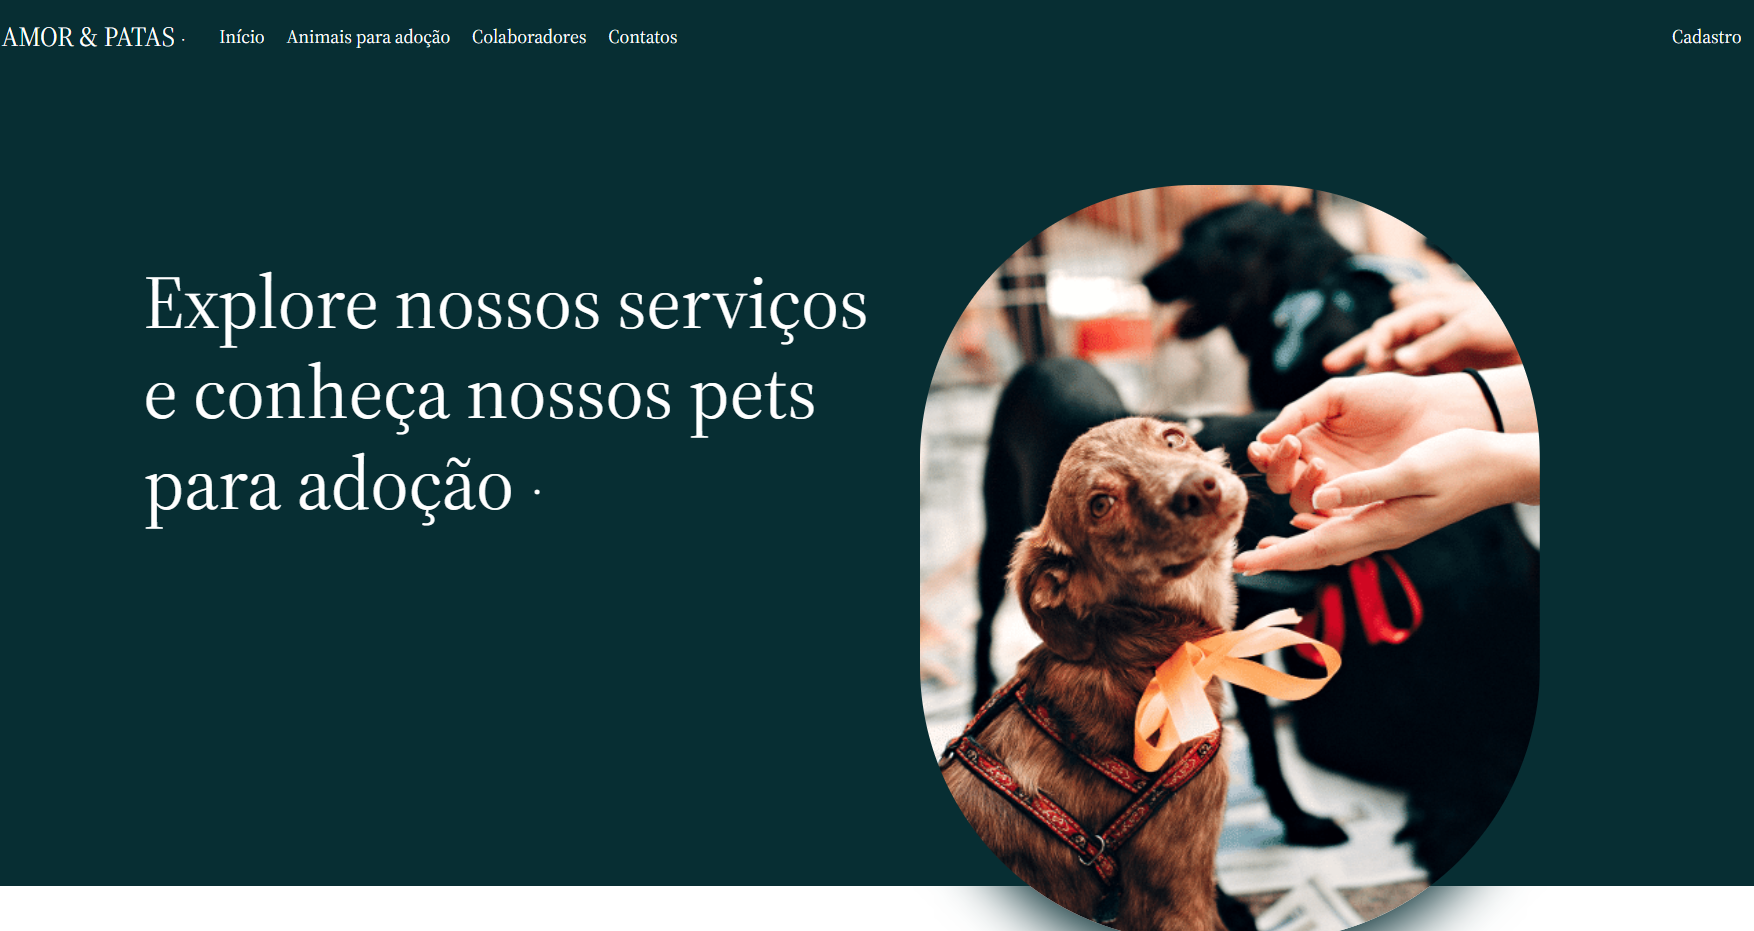 AMOR & PATAS · Início Animais para adoção Colaboradores Contatos Cadastro
Explore nossos serviços
e conheça nossos pets
para adoção ·